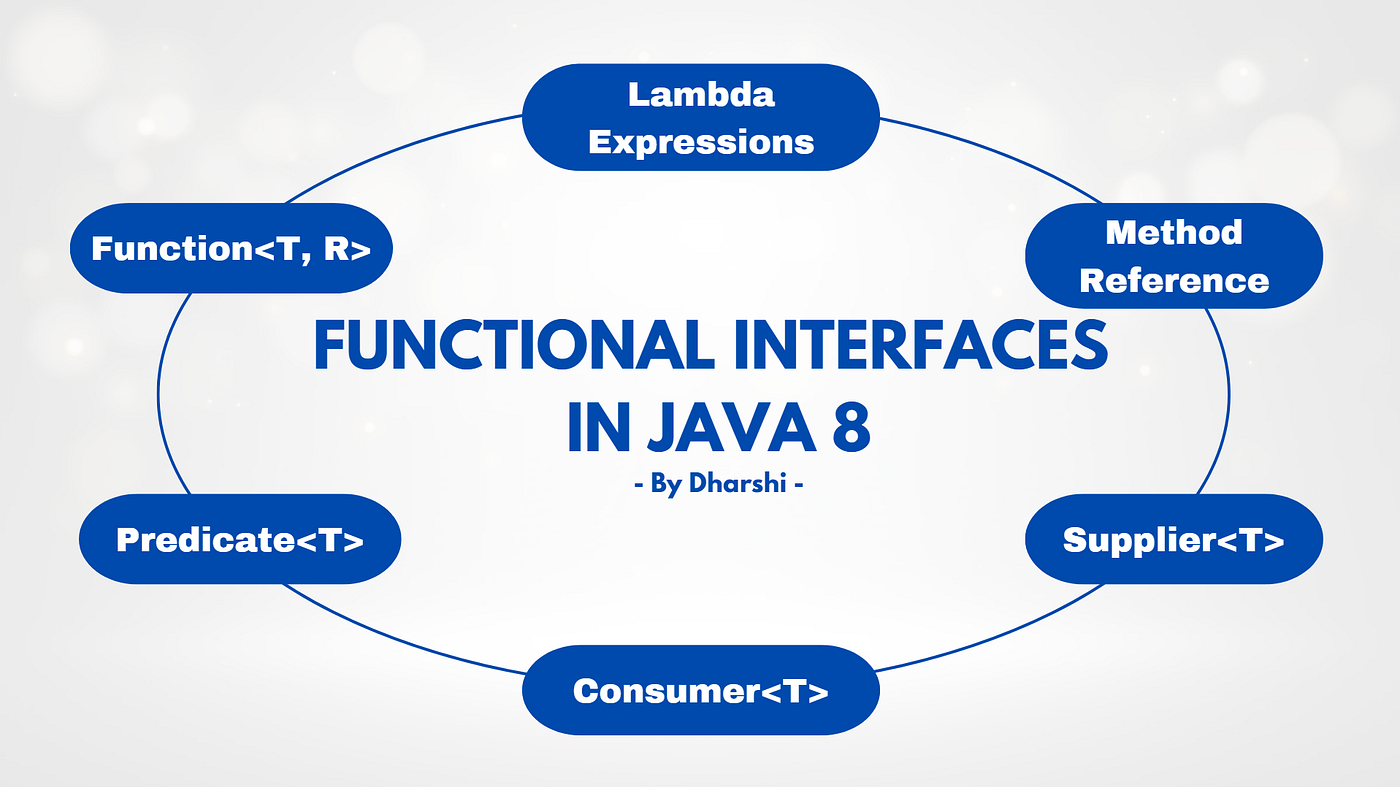 Lambda
Expressions
Function<T, R>
Method
Reference
FUNCTIONAL INTERFACES
IN JAVA 8
- By Dharshi -
Predicate<T>
Supplier<T>
Consumer<T>